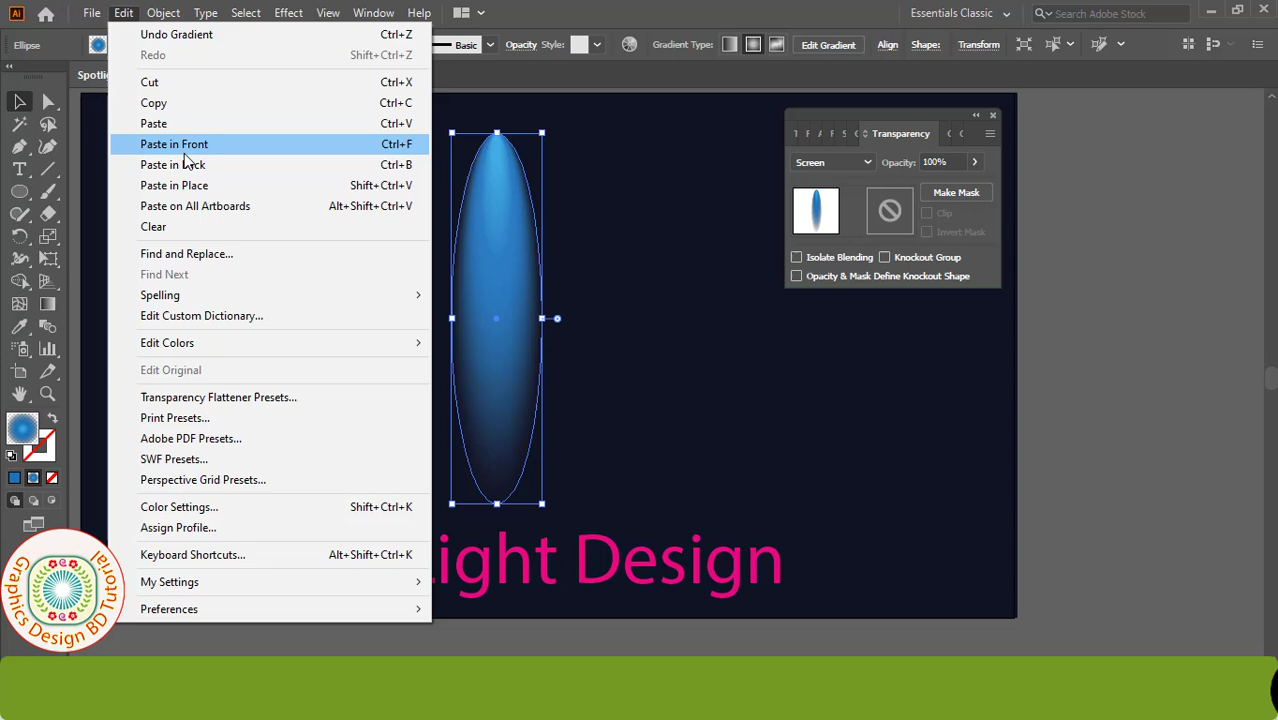 Ai File Edit Object Type Select Effect View Window Help Essentials Classic Search Adobe Stock
Ellipse Basic Opacity Style: Gradient Type: Edit Gradient Align Shape: Transform
Spotlig
Undo Gradient Ctrl+Z
Redo Shift+Ctrl+Z
Cut Ctrl+X
Copy Ctrl+C
Paste Ctrl+V
Paste in Front Ctrl+F
Paste in Back Ctrl+B
Paste in Place Shift+Ctrl+V
Paste on All Artboards Alt+Shift+Ctrl+V
Clear
Find and Replace...
Find Next
Spelling
Edit Custom Dictionary...
Edit Colors
Edit Original
Transparency Flattener Presets...
Print Presets...
Adobe PDF Presets...
SWF Presets...
Perspective Grid Presets...
Color Settings... Shift+Ctrl+K
Assign Profile...
Keyboard Shortcuts... Alt+Shift+Ctrl+K
My Settings
Preferences
Transparency
Screen Opacity: 100%
Make Mask
Clip
Invert Mask
Isolate Blending Knockout Group
Opacity & Mask Define Knockout Shape
Light Design
Graphics Design BD Tutorial